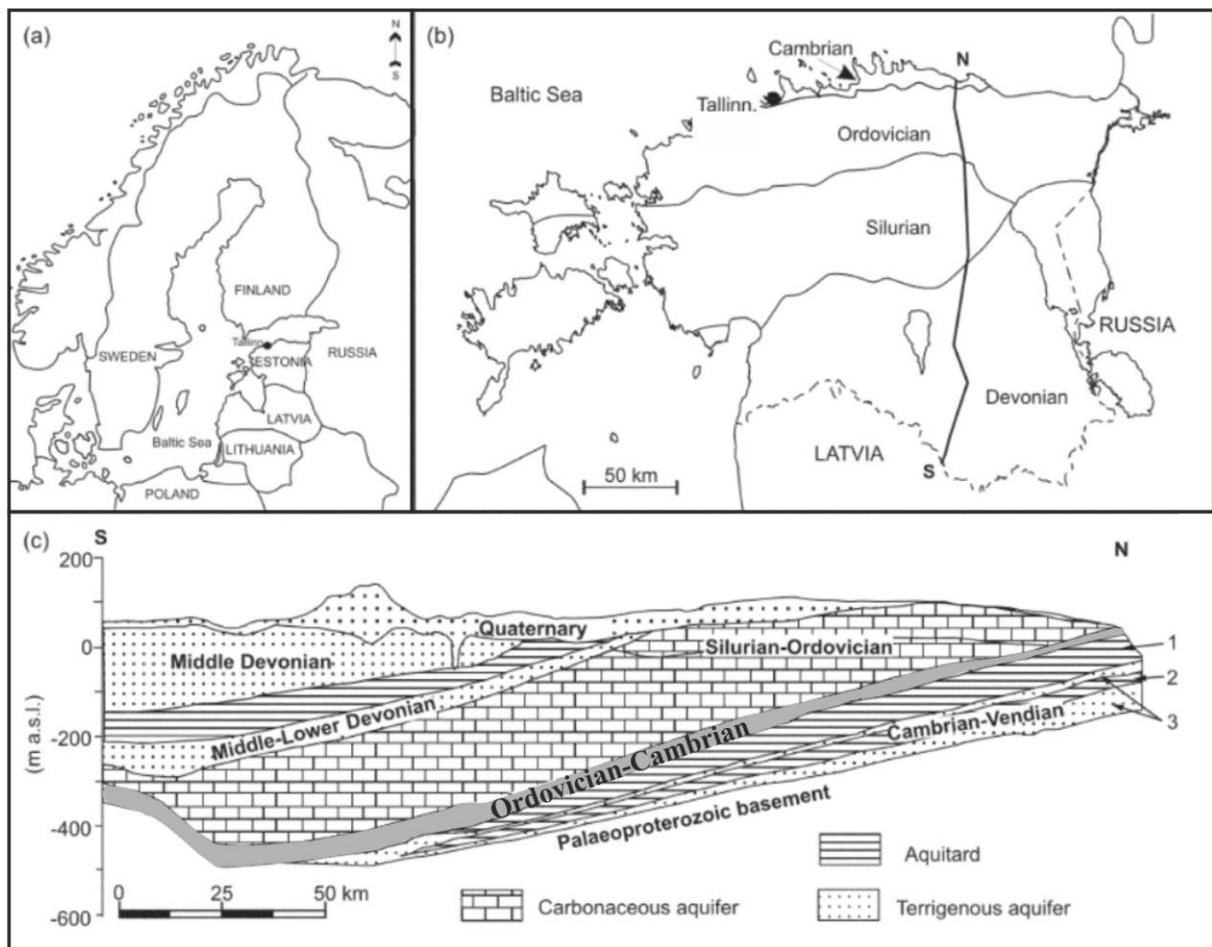 (a)
N
S
FINLAND
Tallinn
SWEDEN
ESTONIA
RUSSIA
LATVIA
Baltic Sea
LITHUANIA
POLAND
(b)
Cambrian
N
Baltic Sea
Tallinn.
Ordovician
Silurian
RUSSIA
Devonian
LATVIA
S
50 km
(c)
S
N
200
0
-200
-400
-600
(m a.s.l.)
Quaternary
Middle Devonian
Silurian-Ordovician
1
2
3
Middle-Lower Devonian
Cambrian-Vendian
Ordovician-Cambrian
Palaeoproterozoic basement
Aquitard
0 25 50 km
Carbonaceous aquifer
Terrigenous aquifer